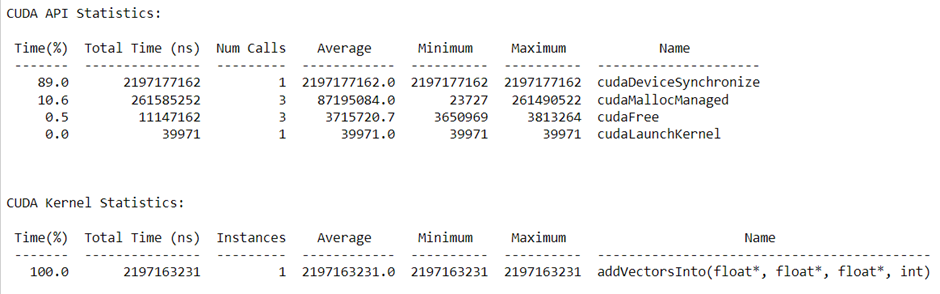 CUDA API Statistics:
Time(%) Total Time (ns) Num Calls Average Minimum Maximum Name
------- --------------- --------- ------------ ---------- ---------- ---------------------
89.0 2197177162 1 2197177162.0 2197177162 2197177162 cudaDeviceSynchronize
10.6 261585252 3 87195084.0 23727 261490522 cudaMallocManaged
0.5 11147162 3 3715720.7 3650969 3813264 cudaFree
0.0 39971 1 39971.0 39971 39971 cudaLaunchKernel
CUDA Kernel Statistics:
Time(%) Total Time (ns) Instances Average Minimum Maximum Name
------- --------------- --------- ------------ ---------- ---------- -------------------------------------------
100.0 2197163231 1 2197163231.0 2197163231 2197163231 addVectorsInto(float*, float*, float*, int)